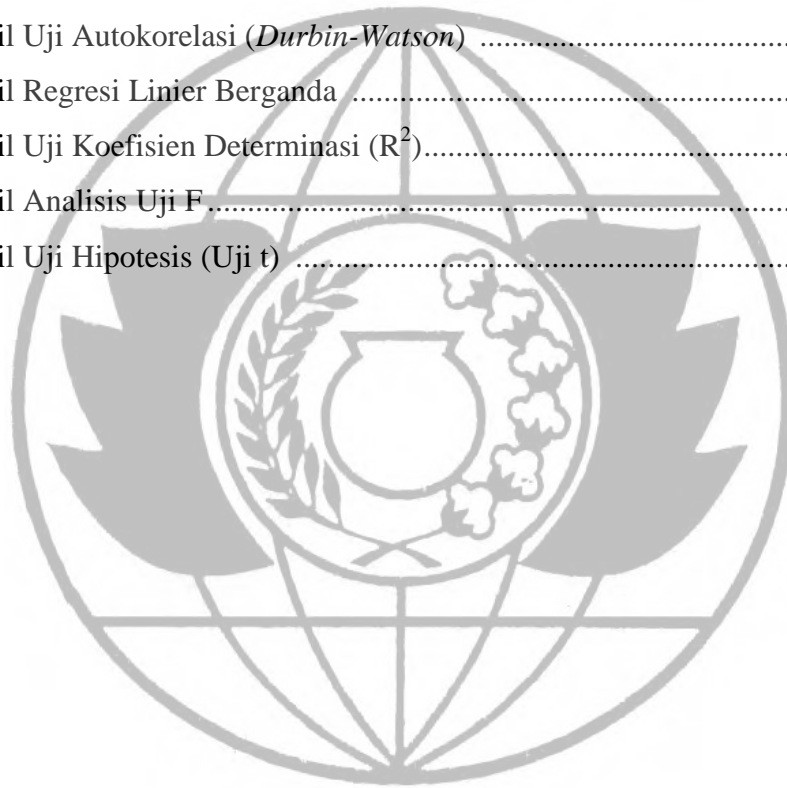 il Uji Autokorelasi (Durbin-Watson) ..........................................
il Regresi Linier Berganda ................................................................
il Uji Koefisien Determinasi (R²)....................................................
il Analisis Uji F.................................................................................
il Uji Hipotesis (Uji t) .......................................................................